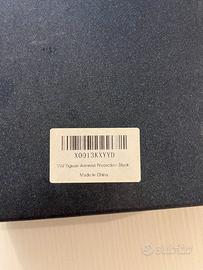 X0013KXYYD
VW Tiguan Armrest Protection Black
Made in China
subito